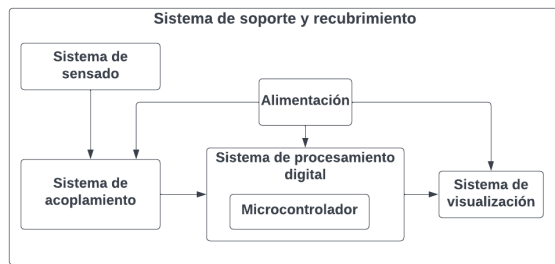 Sistema de soporte y recubrimiento
Sistema de
sensado
Alimentación
Sistema de
acoplamiento
Sistema de procesamiento
digital
Microcontrolador
Sistema de
visualización